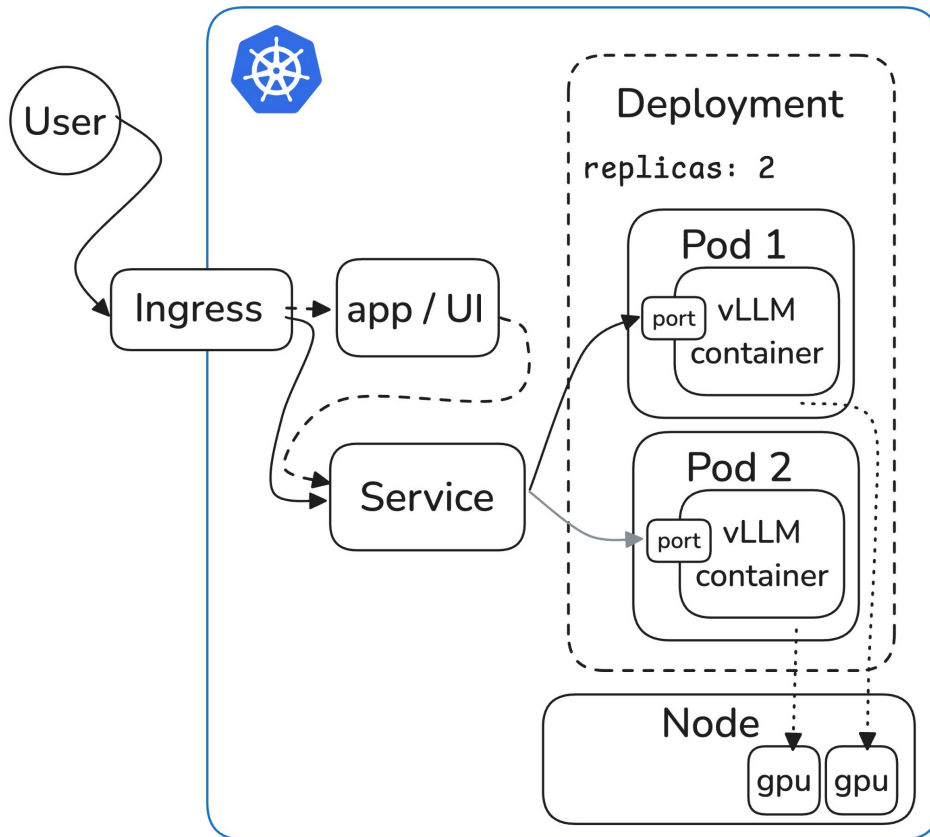 User
Deployment
replicas: 2
Pod 1
Ingress
app / UI
port
vLLM
container
Pod 2
Service
port
vLLM
container
Node
gpu
gpu